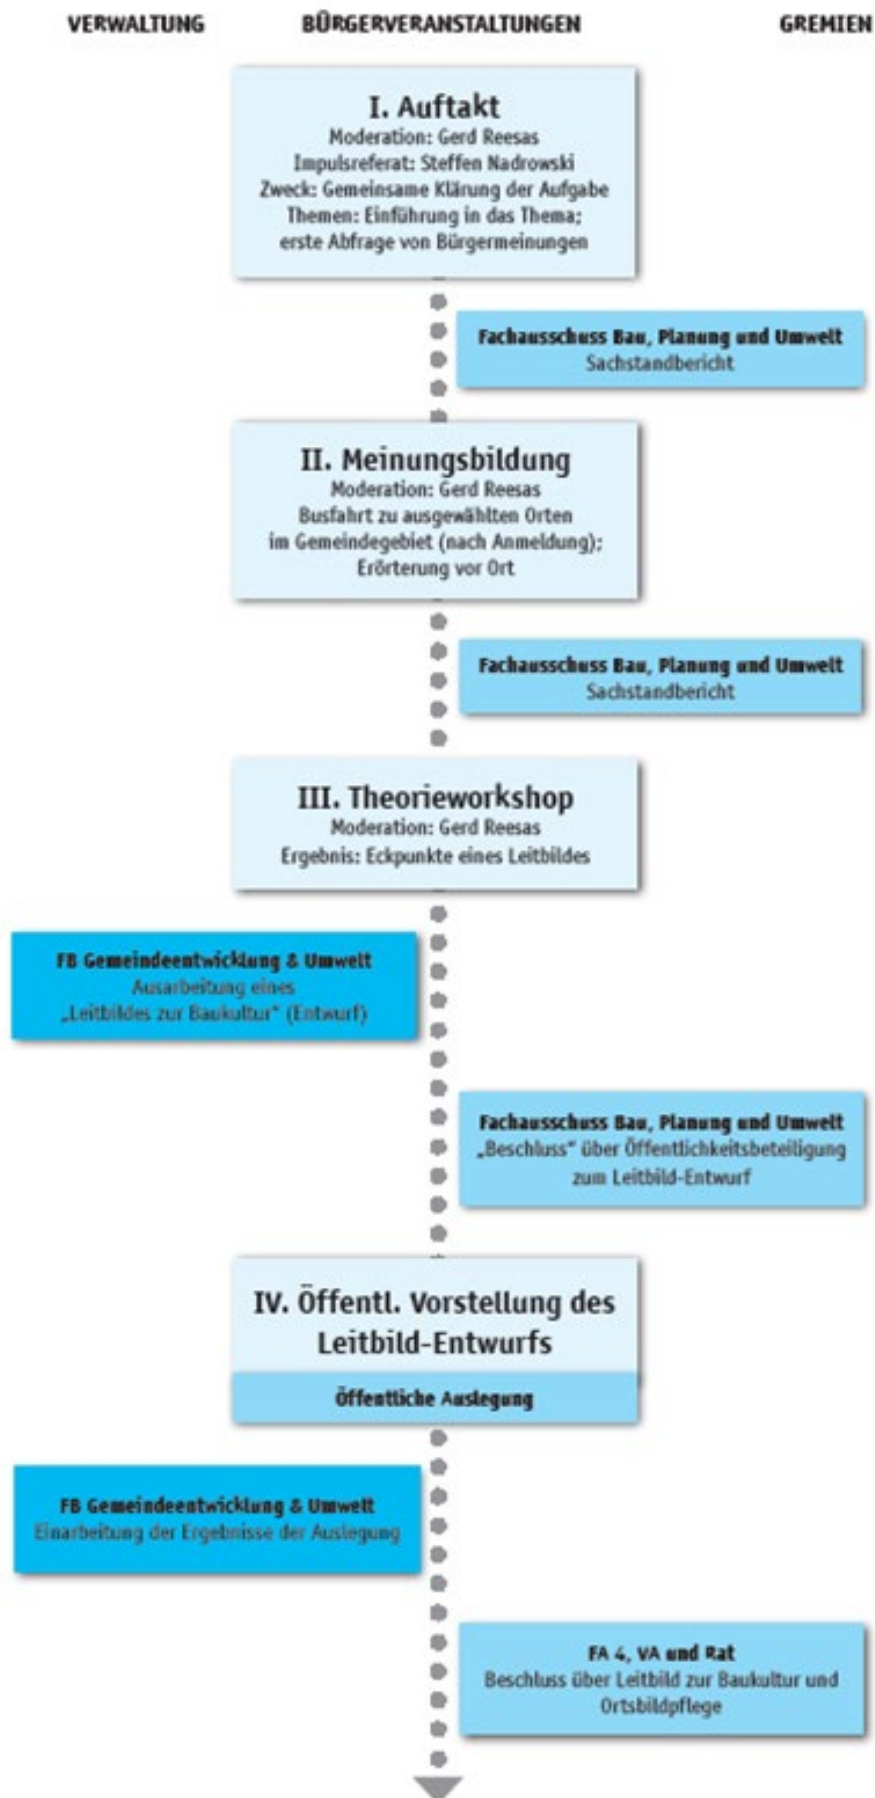 VERWALTUNG BÜRGERVERANSTALTUNGEN GREMIEN
I. Auftakt
Moderation: Gerd Reesas
Impulsreferat: Steffen Nadrowski
Zweck: Gemeinsame Klärung der Aufgabe
Themen: Einführung in das Thema;
erste Abfrage von Bürgermeinungen
Fachausschuss Bau, Planung und Umwelt
Sachstandbericht
II. Meinungsbildung
Moderation: Gerd Reesas
Busfahrt zu ausgewählten Orten
im Gemeindegebiet (nach Anmeldung);
Erörterung vor Ort
Fachausschuss Bau, Planung und Umwelt
Sachstandbericht
III. Theorieworkshop
Moderation: Gerd Reesas
Ergebnis: Eckpunkte eines Leitbildes
FB Gemeindeentwicklung & Umwelt
Ausarbeitung eines
„Leitbildes zur Baukultur“ (Entwurf)
Fachausschuss Bau, Planung und Umwelt
„Beschluss“ über Öffentlichkeitsbeteiligung
zum Leitbild-Entwurf
IV. Öffentl. Vorstellung des
Leitbild-Entwurfs
Öffentliche Auslegung
FB Gemeindeentwicklung & Umwelt
Einarbeitung der Ergebnisse der Auslegung
FA 4, VA und Rat
Beschluss über Leitbild zur Baukultur und
Ortsbildpflege